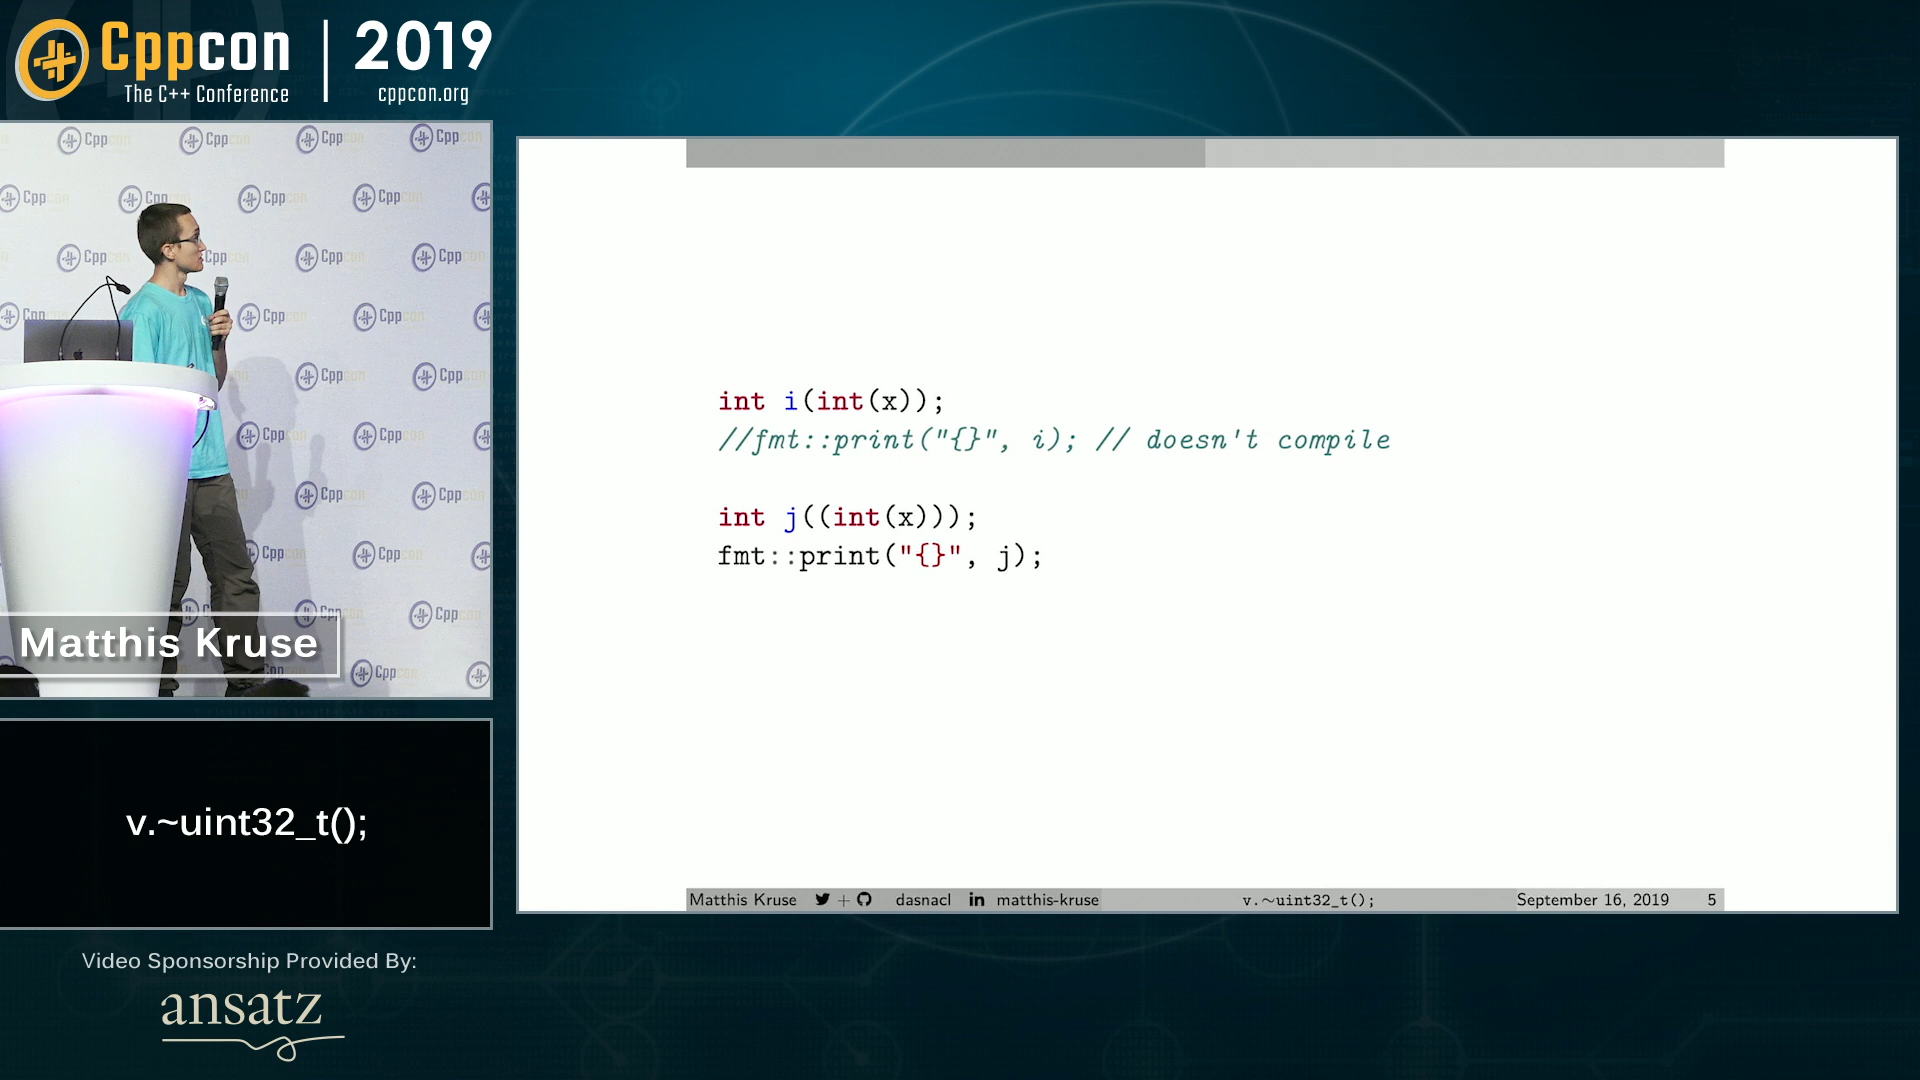 Cppcon | 2019
The C++ Conference
cppcon.org
Matthis Kruse
v.~uint32_t();
Video Sponsorship Provided By:
ansatz
int i(int(x));
//fmt::print("{}", i); // doesn't compile
int j((int(x)));
fmt::print("{}", j);
Matthis Kruse + dasnacl in matthis-kruse v.~uint32_t(); September 16, 2019 5